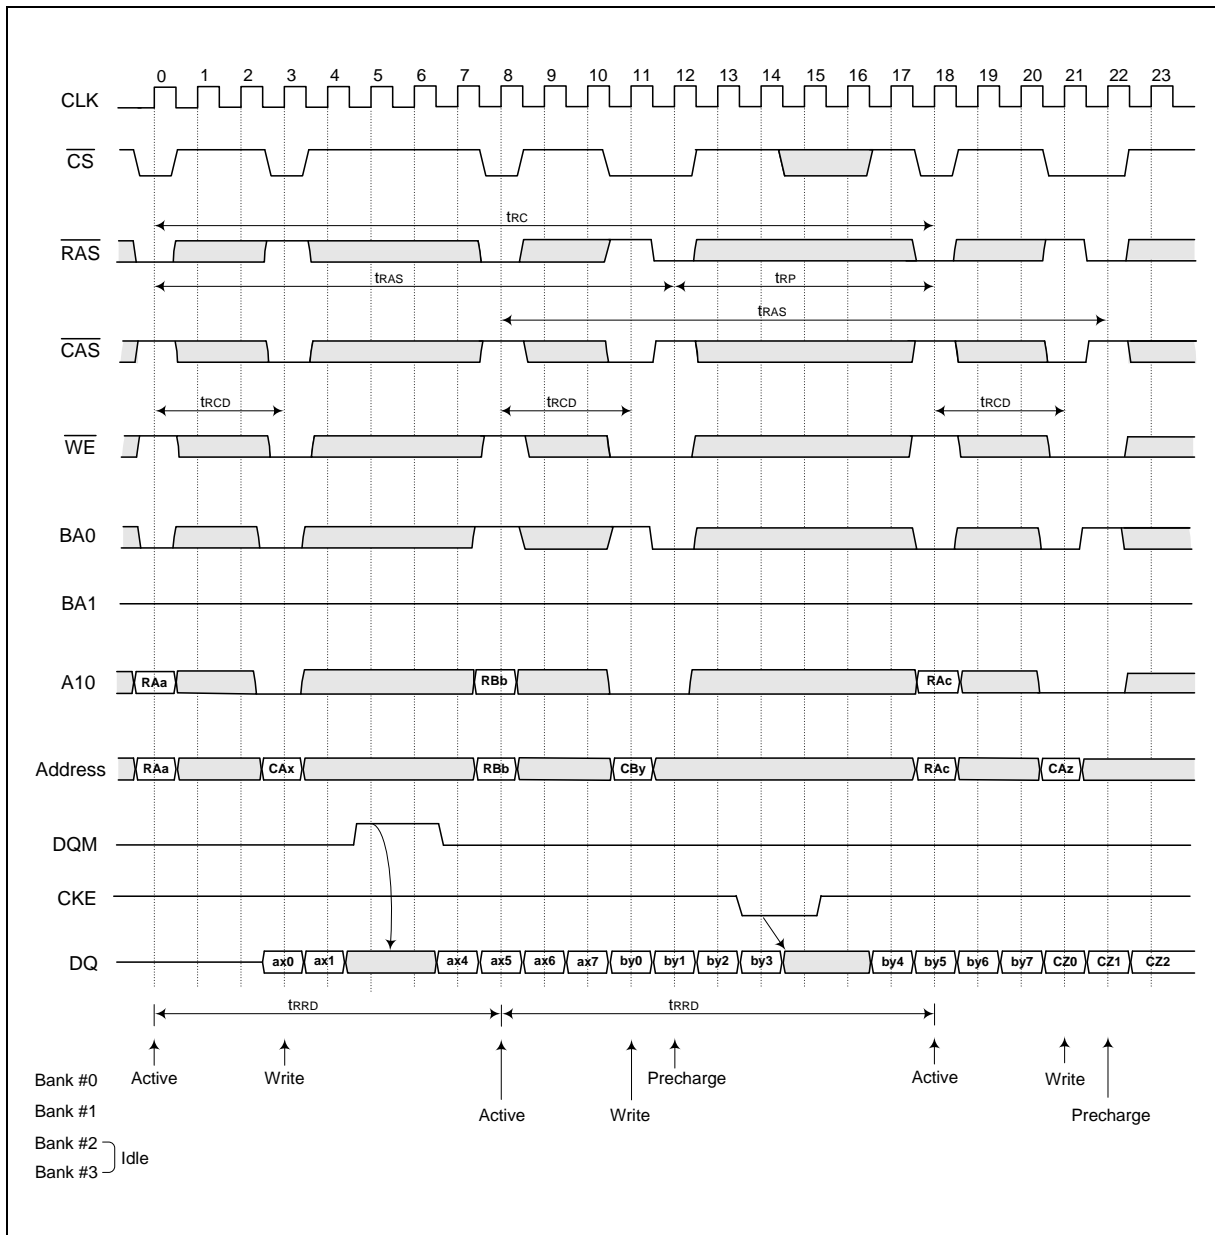 0 1 2 3 4 5 6 7 8 9 10 11 12 13 14 15 16 17 18 19 20 21 22 23
CLK
CS
tRC
RAS
tRAS tRP
tRAS
CAS
tRCD tRCD tRCD
WE
BA0
BA1
A10 RAa RBb RAc
Address RAa CAx RBb CBy RAc CAz
DQM
CKE
DQ ax0 ax1 ax4 ax5 ax6 ax7 by0 by1 by2 by3 by4 by5 by6 by7 CZ0 CZ1 CZ2
tRRD tRRD
Bank #0 Active Write Precharge Active Write
Bank #1 Active Write Precharge
Bank #2
Idle
Bank #3